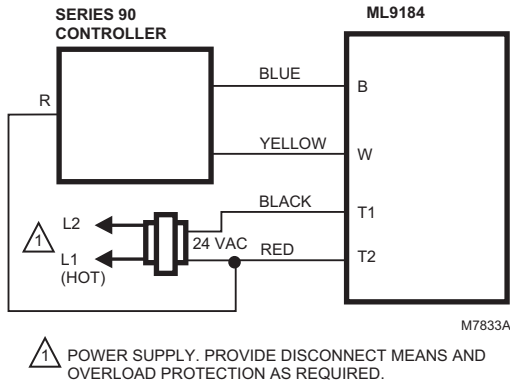 SERIES 90
CONTROLLER
ML9184
BLUE
B
R
YELLOW
W
BLACK
T1
L2
1
24 VAC
RED
T2
L1
(HOT)
M7833A
1 POWER SUPPLY. PROVIDE DISCONNECT MEANS AND
OVERLOAD PROTECTION AS REQUIRED.